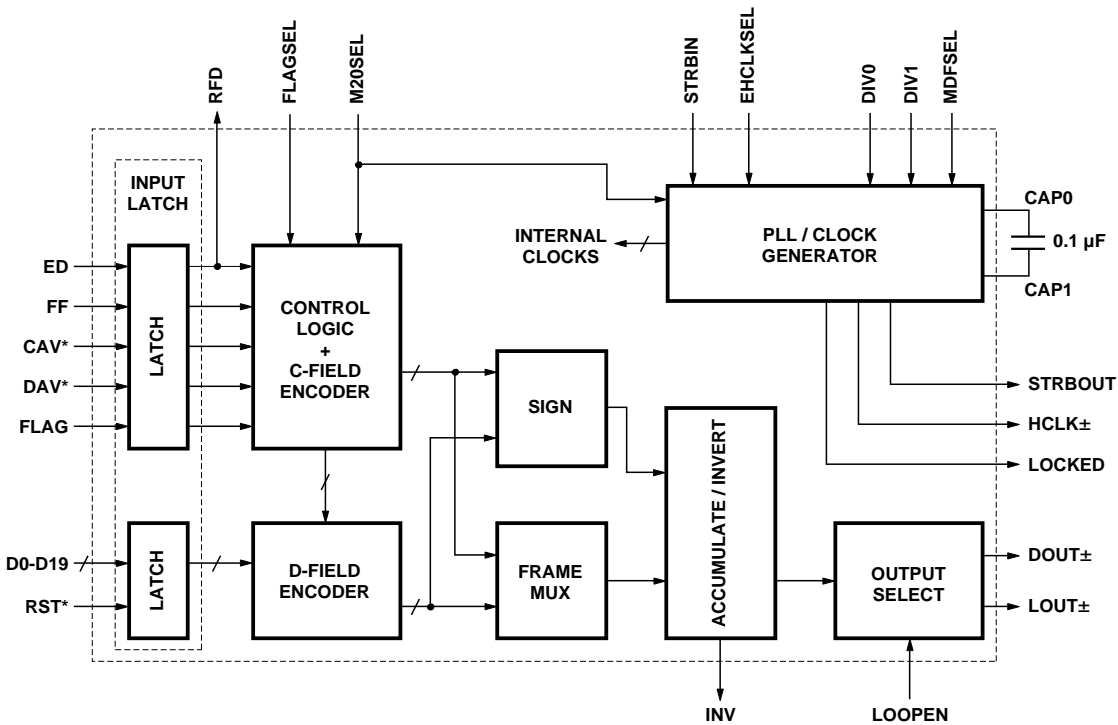 RFD
FLAGSEL
M20SEL
STRBIN
EHCLKSEL
DIV0
DIV1
MDFSEL
INPUT
LATCH
ED
FF
CAV*
DAV*
FLAG
LATCH
CONTROL
LOGIC
+
C-FIELD
ENCODER
INTERNAL
CLOCKS
PLL / CLOCK
GENERATOR
CAP0
0.1 µF
CAP1
SIGN
ACCUMULATE / INVERT
STRBOUT
HCLK±
LOCKED
D0-D19
RST*
LATCH
D-FIELD
ENCODER
FRAME
MUX
OUTPUT
SELECT
DOUT±
LOUT±
INV
LOOPEN